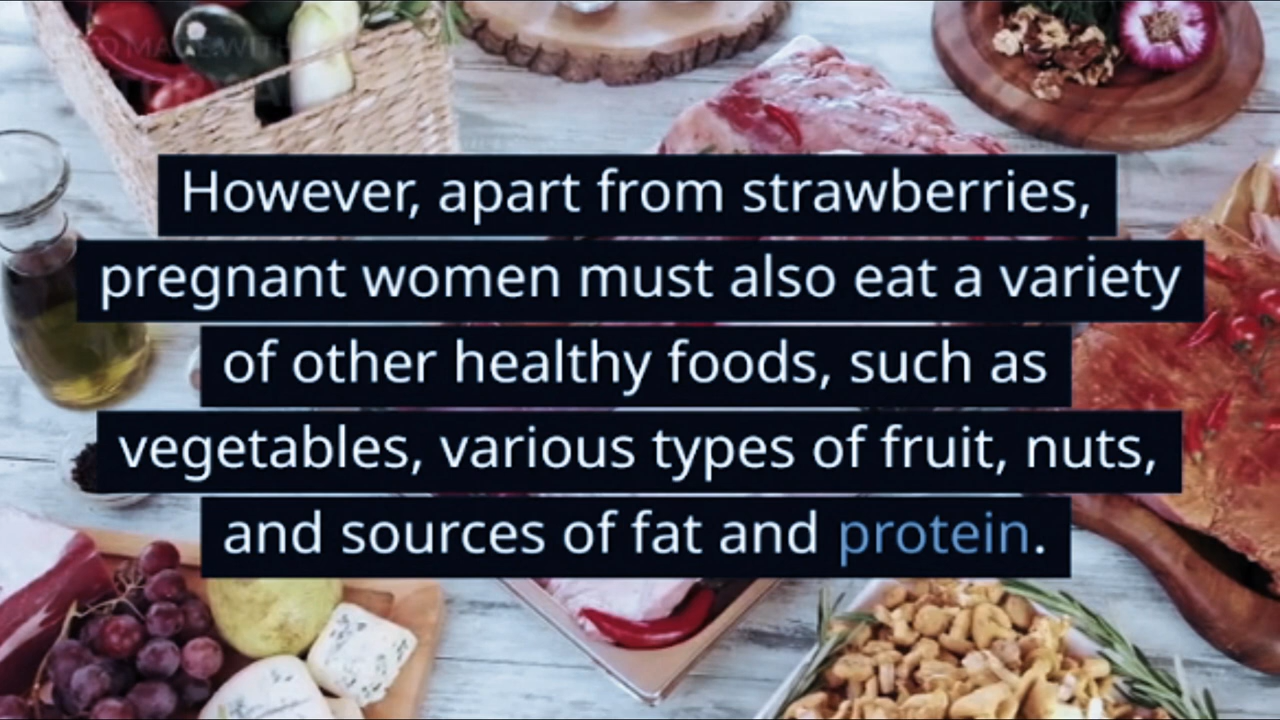 However, apart from strawberries,
pregnant women must also eat a variety
of other healthy foods, such as
vegetables, various types of fruit, nuts,
and sources of fat and protein.